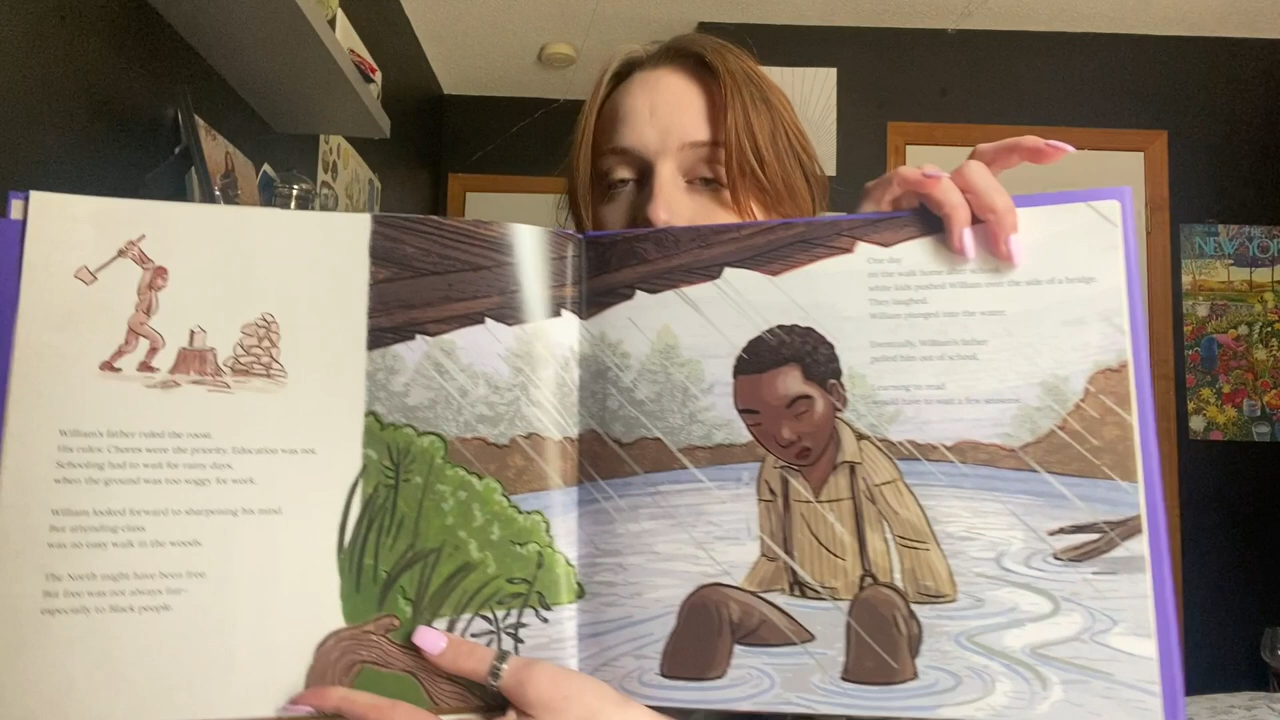 William's father ruled the roost.
His rules: Chores were the priority. Education was not.
Schooling had to wait for rainy days,
when the ground was too soggy for work.
William looked forward to sharpening his mind.
But attending class
was no easy walk in the woods.
The North might have been free.
But free was not always fair—
especially to Black people.
One day
on the walk home after school,
white kids pushed William over the side of a bridge.
They laughed.
William plunged into the water.
Eventually, William's father
pulled him out of school.
Learning to read
would have to wait a few seasons.
THE
NEW YO